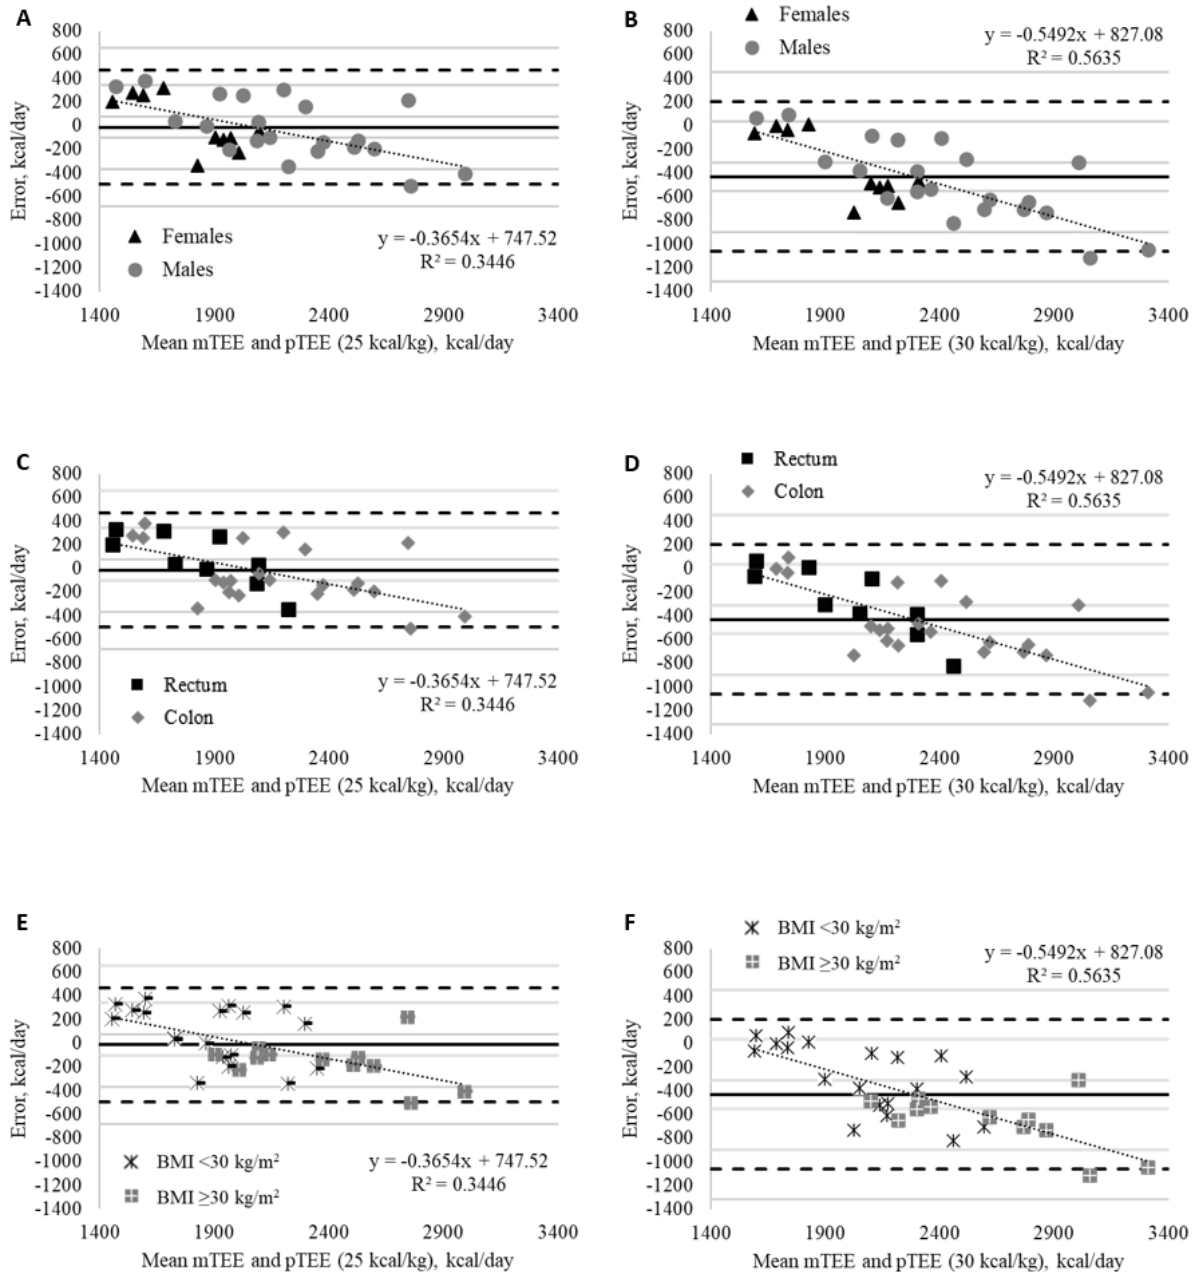 A
800
600
400
200
0
-200
-400
-600
-800
-1000
-1200
-1400
Error, kcal/day
Females
Males
y = -0.3654x + 747.52
R² = 0.3446
1400 1900 2400 2900 3400
Mean mTEE and pTEE (25 kcal/kg), kcal/day
B
Females
Males
y = -0.5492x + 827.08
R² = 0.5635
800
600
400
200
0
-200
-400
-600
-800
-1000
-1200
-1400
Error, kcal/day
1400 1900 2400 2900 3400
Mean mTEE and pTEE (30 kcal/kg), kcal/day
C
800
600
400
200
0
-200
-400
-600
-800
-1000
-1200
-1400
Error, kcal/day
Rectum
Colon
y = -0.3654x + 747.52
R² = 0.3446
1400 1900 2400 2900 3400
Mean mTEE and pTEE (25 kcal/kg), kcal/day
D
Rectum
Colon
y = -0.5492x + 827.08
R² = 0.5635
800
600
400
200
0
-200
-400
-600
-800
-1000
-1200
-1400
Error, kcal/day
1400 1900 2400 2900 3400
Mean mTEE and pTEE (30 kcal/kg), kcal/day
E
800
600
400
200
0
-200
-400
-600
-800
-1000
-1200
-1400
Error, kcal/day
BMI <30 kg/m²
BMI ≥30 kg/m²
y = -0.3654x + 747.52
R² = 0.3446
1400 1900 2400 2900 3400
Mean mTEE and pTEE (25 kcal/kg), kcal/day
F
BMI <30 kg/m²
BMI ≥30 kg/m²
y = -0.5492x + 827.08
R² = 0.5635
800
600
400
200
0
-200
-400
-600
-800
-1000
-1200
-1400
Error, kcal/day
1400 1900 2400 2900 3400
Mean mTEE and pTEE (30 kcal/kg), kcal/day